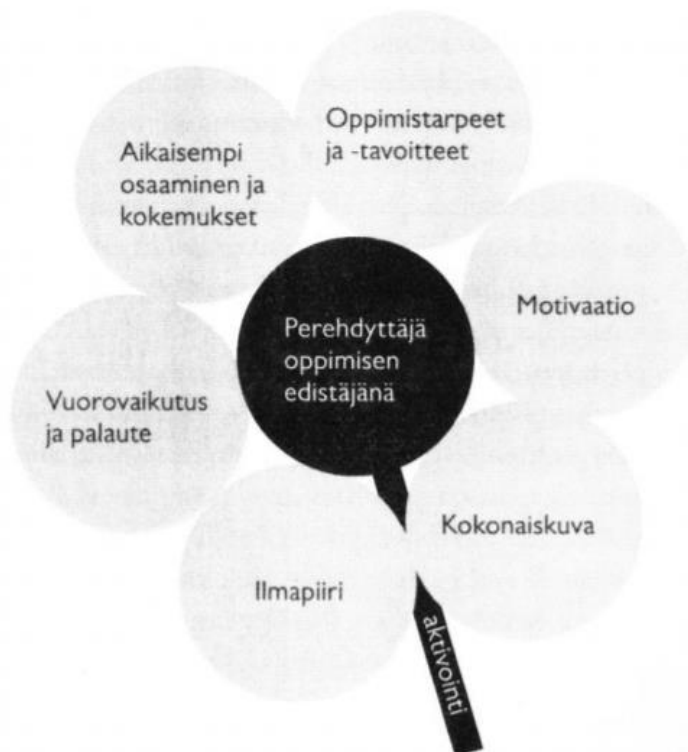 Oppimistarpeet
ja -tavoitteet
Aikaisempi
osaaminen ja
kokemukset
Motivaatio
Perehdyttäjä
oppimisen
edistäjänä
Vuorovaikutus
ja palaute
Kokonaiskuva
Ilmapiiri
aktivointi